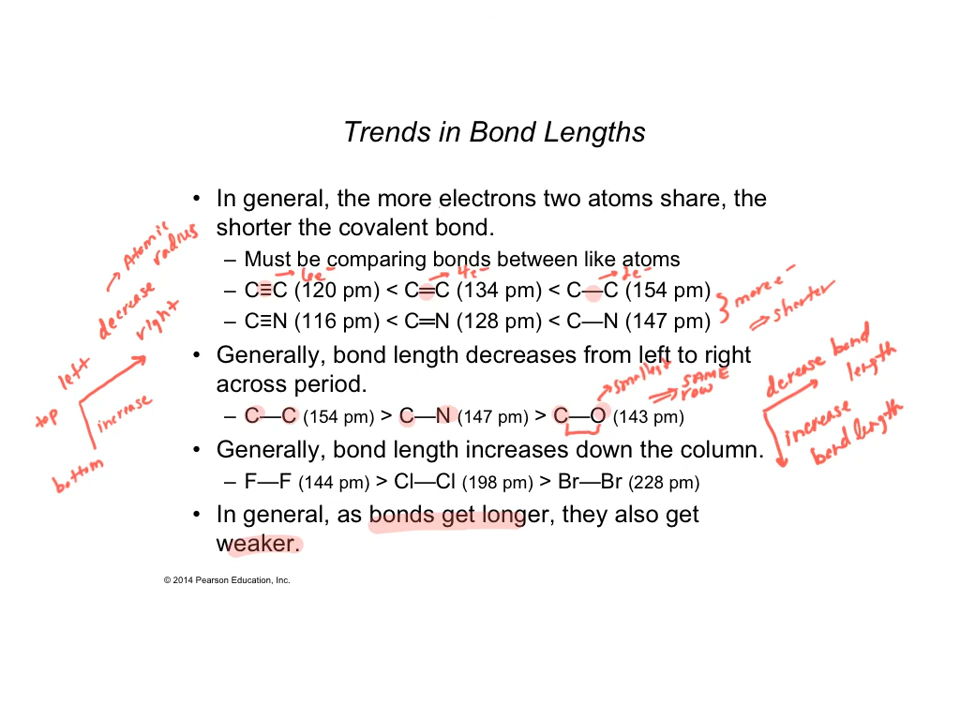 Trends in Bond Lengths
• In general, the more electrons two atoms share, the
shorter the covalent bond.
– Must be comparing bonds between like atoms
→ 6e⁻ → 4e⁻ → 2e⁻
– C≡C (120 pm) < C=C (134 pm) < C—C (154 pm)
– C≡N (116 pm) < C=N (128 pm) < C—N (147 pm)
} more e⁻
⇒ shorter
• Generally, bond length decreases from left to right
across period.
→ smallest
⇒ SAME
row
– C—C (154 pm) > C—N (147 pm) > C—O (143 pm)
• Generally, bond length increases down the column.
– F—F (144 pm) > Cl—Cl (198 pm) > Br—Br (228 pm)
• In general, as bonds get longer, they also get
weaker.
→ Atomic
radius
decrease
right
left
top
increase
bottom
derease bond
length
increase
bond length
© 2014 Pearson Education, Inc.